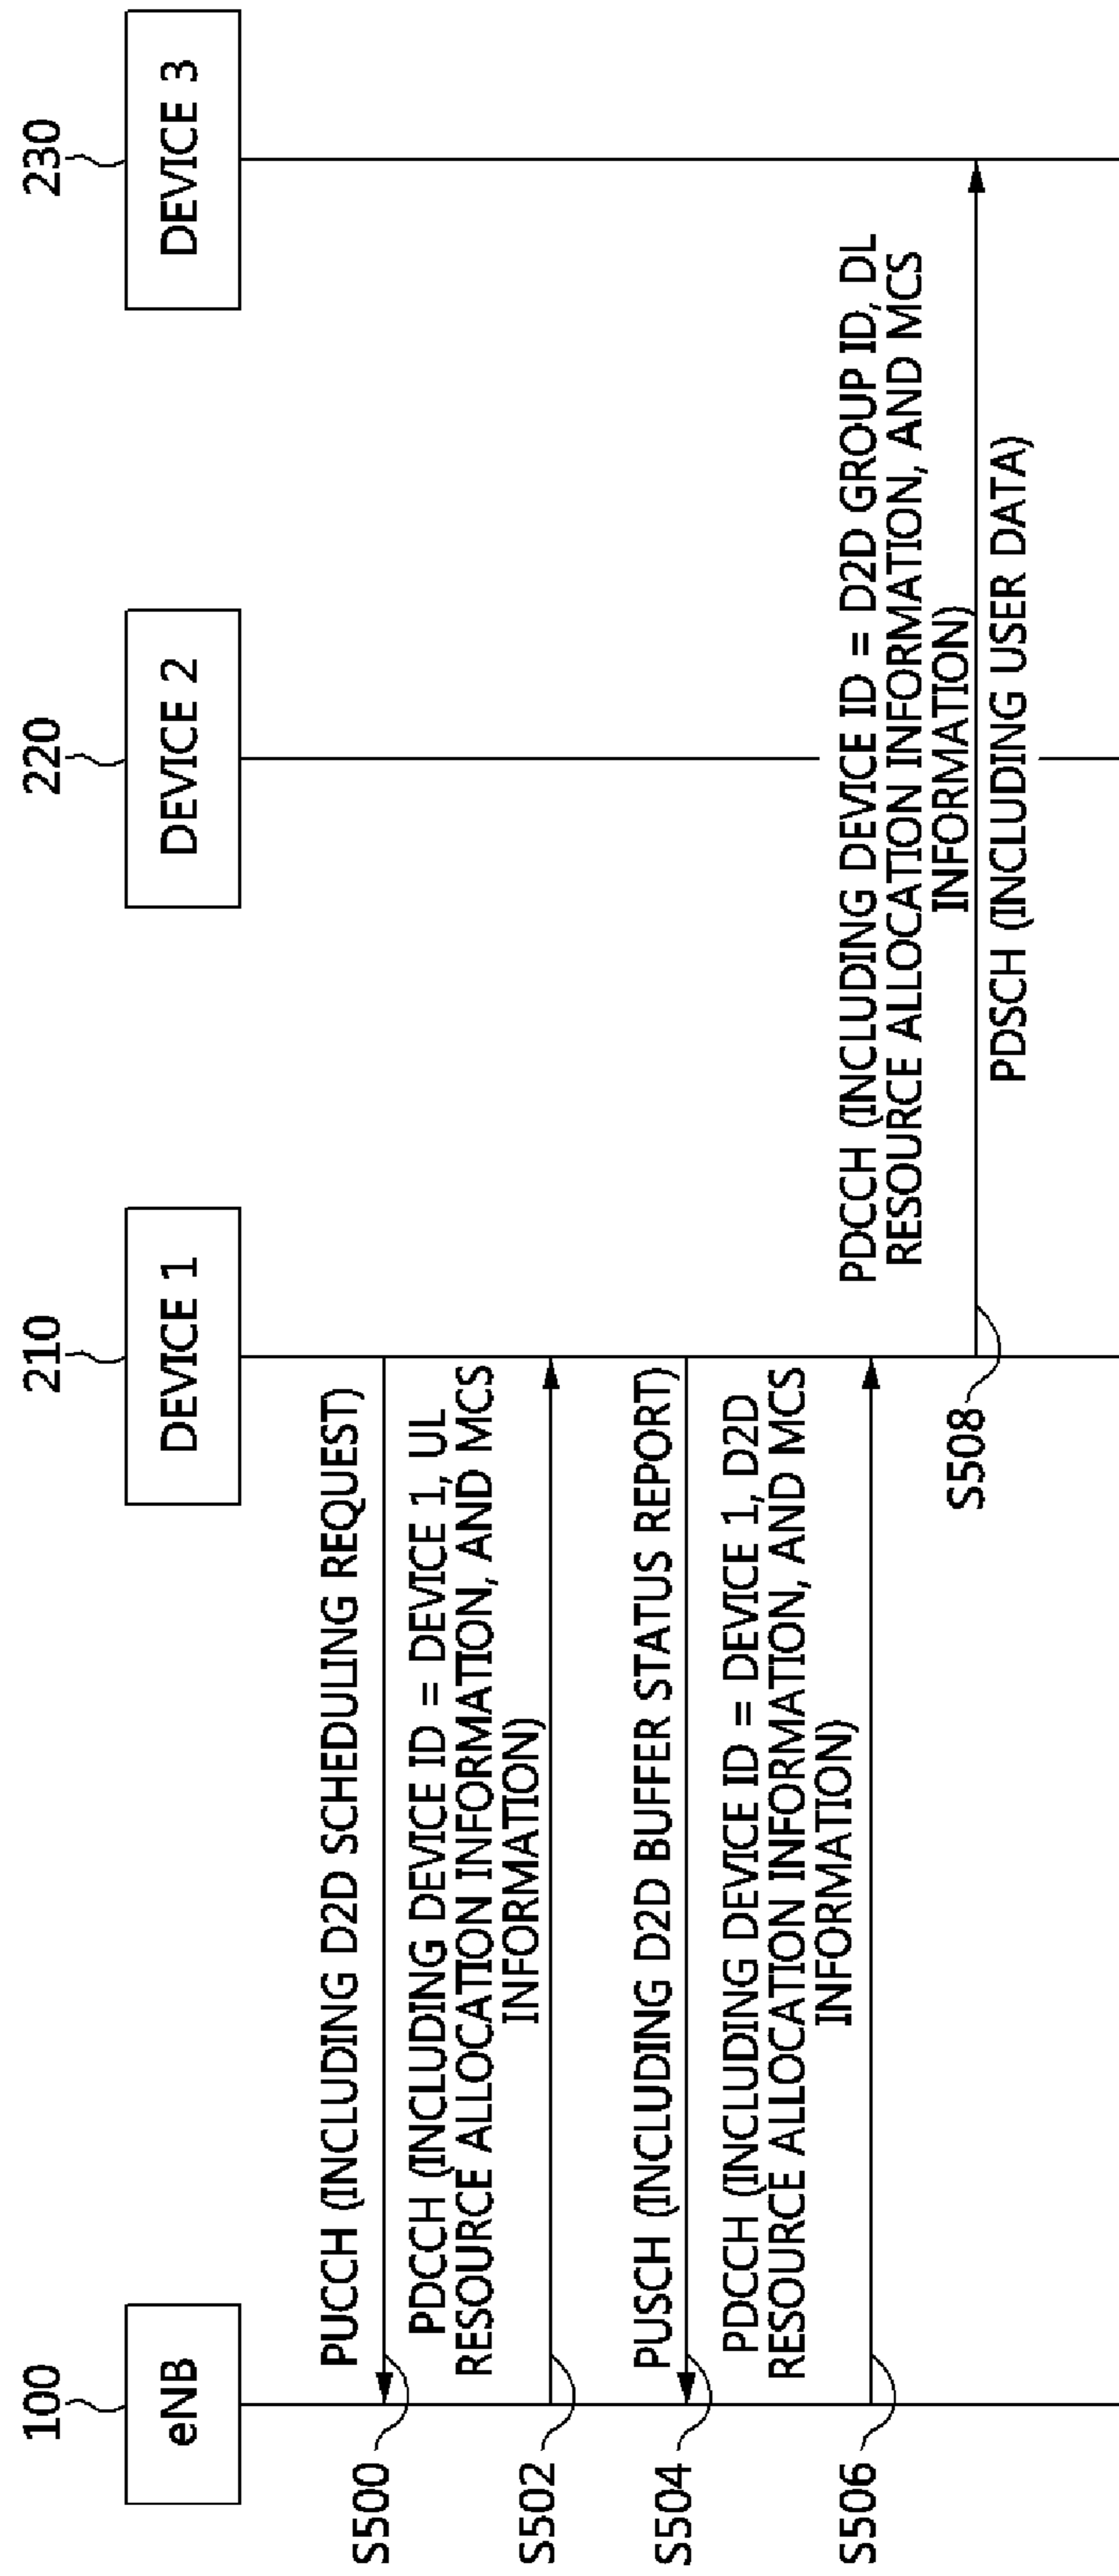 100
210
220
230
eNB
DEVICE 1
DEVICE 2
DEVICE 3
PUCCH (INCLUDING D2D SCHEDULING REQUEST)
S500
PDCCH (INCLUDING DEVICE ID = DEVICE 1, UL
RESOURCE ALLOCATION INFORMATION, AND MCS
INFORMATION)
S502
PUSCH (INCLUDING D2D BUFFER STATUS REPORT)
S504
PDCCH (INCLUDING DEVICE ID = DEVICE 1, D2D
RESOURCE ALLOCATION INFORMATION, AND MCS
INFORMATION)
S506
PDCCH (INCLUDING DEVICE ID = D2D GROUP ID, DL
RESOURCE ALLOCATION INFORMATION, AND MCS
INFORMATION)
S508
PDSCH (INCLUDING USER DATA)